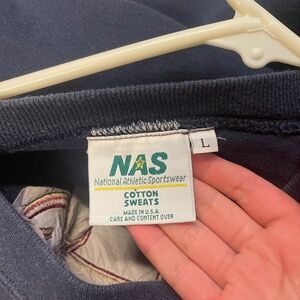 NAS
National Athletic Sportswear
L
COTTON
SWEATS
MADE IN U.S.A.
CARE AND CONTENT OVER